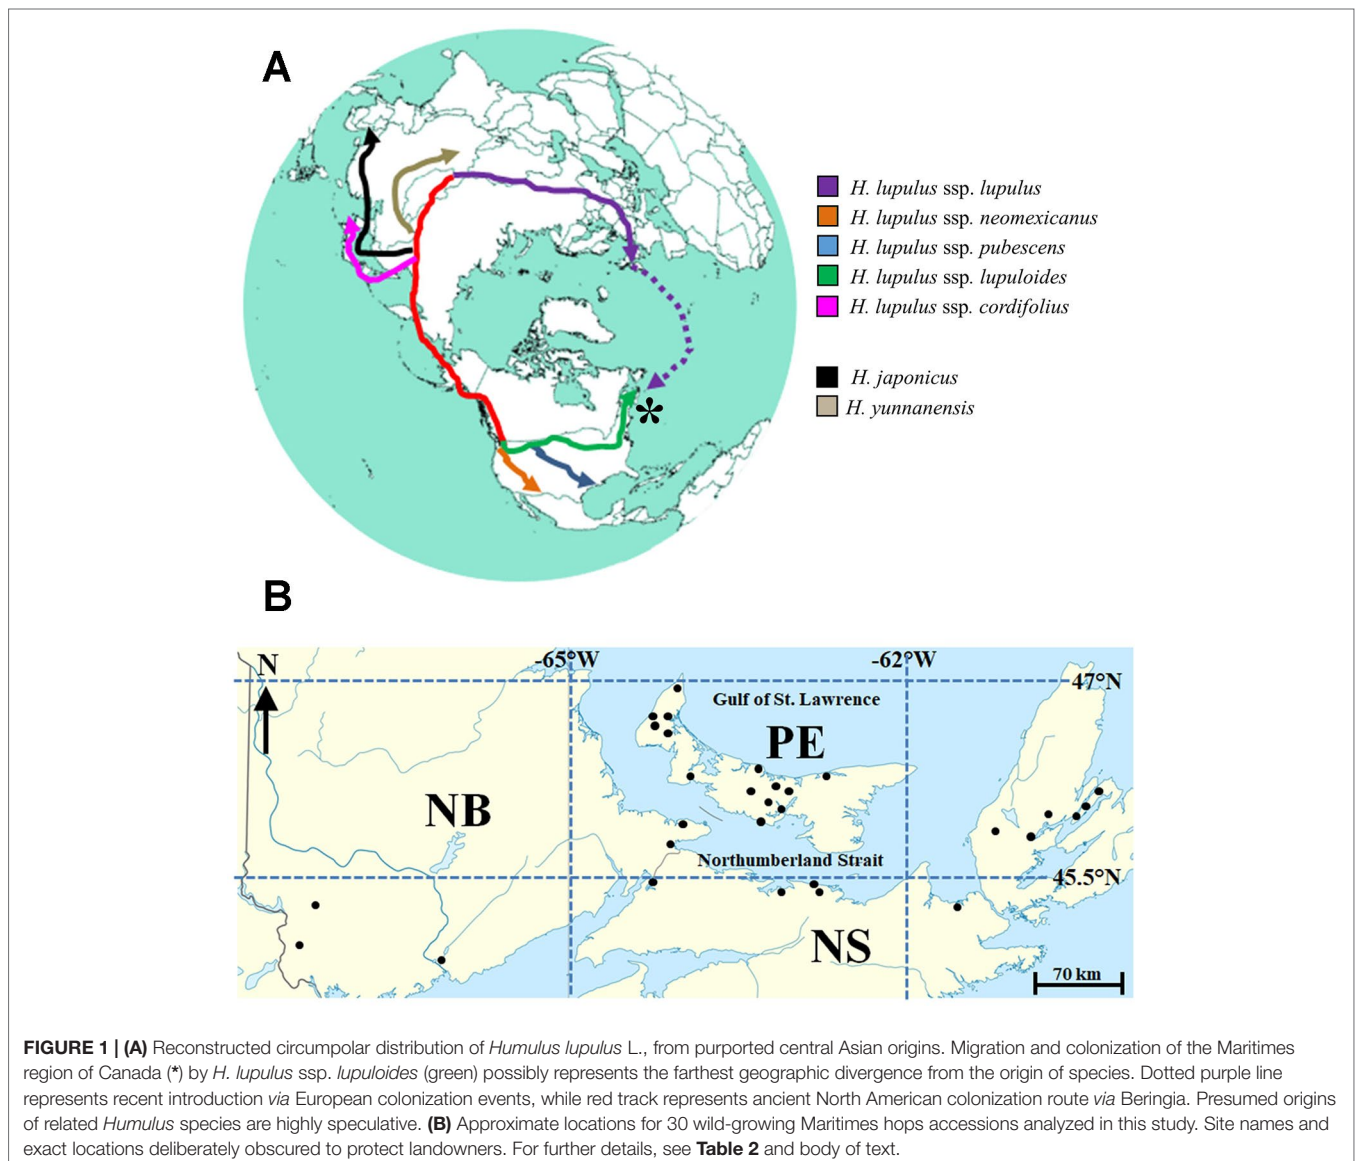 A
H. lupulus ssp. lupulus
H. lupulus ssp. neomexicanus
H. lupulus ssp. pubescens
H. lupulus ssp. lupuloides
H. lupulus ssp. cordifolius
H. japonicus
H. yunnanensis
*
B
N
-65°W
-62°W
47°N
Gulf of St. Lawrence
PE
NB
Northumberland Strait
45.5°N
NS
70 km
FIGURE 1 | (A) Reconstructed circumpolar distribution of Humulus lupulus L., from purported central Asian origins. Migration and colonization of the Maritimes
region of Canada (*) by H. lupulus ssp. lupuloides (green) possibly represents the farthest geographic divergence from the origin of species. Dotted purple line
represents recent introduction via European colonization events, while red track represents ancient North American colonization route via Beringia. Presumed origins
of related Humulus species are highly speculative. (B) Approximate locations for 30 wild-growing Maritimes hops accessions analyzed in this study. Site names and
exact locations deliberately obscured to protect landowners. For further details, see Table 2 and body of text.